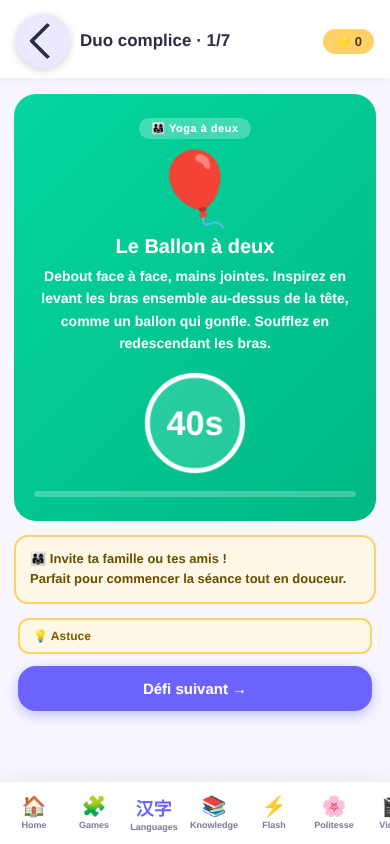 Duo complice · 1/7
0
Yoga à deux
Le Ballon à deux
Debout face à face, mains jointes. Inspirez en
levant les bras ensemble au-dessus de la tête,
comme un ballon qui gonfle. Soufflez en
redescendant les bras.
40s
Invite ta famille ou tes amis !
Parfait pour commencer la séance tout en douceur.
Astuce
Défi suivant →
汉字
Home
Games
Languages
Knowledge
Flash
Politesse